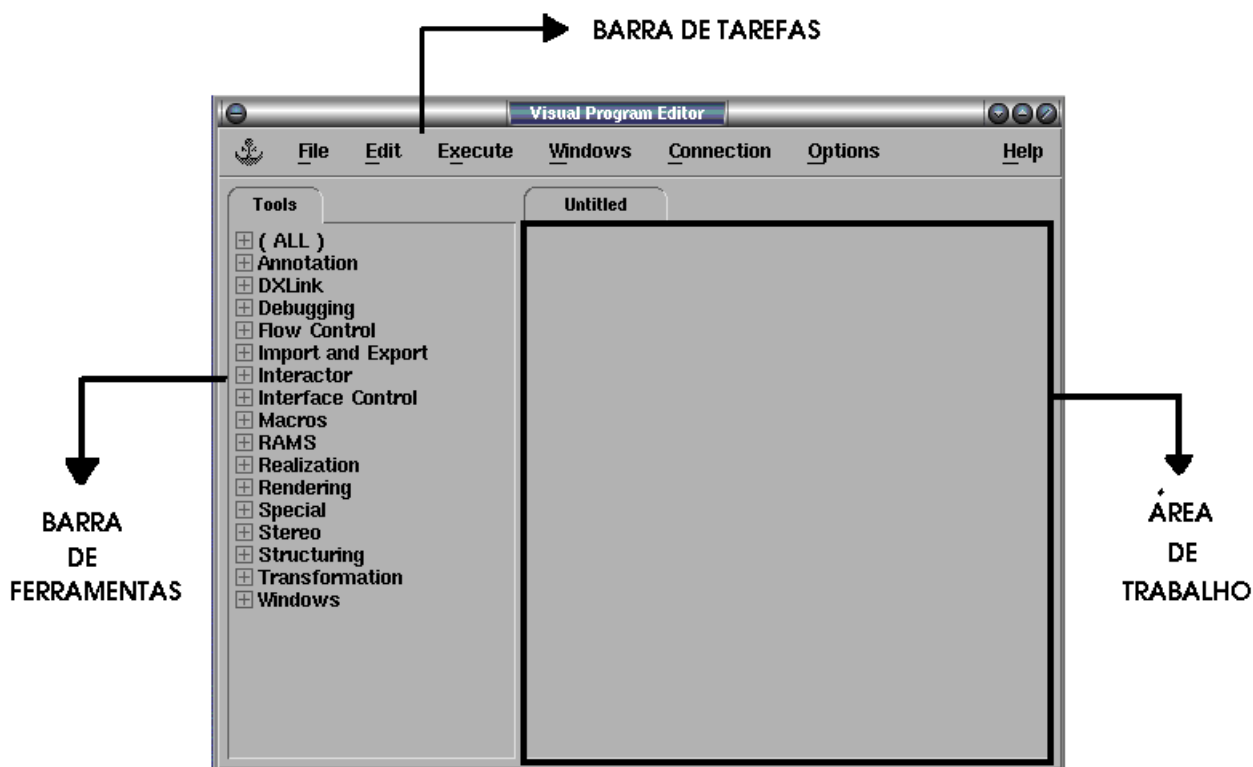 BARRA DE TAREFAS
Visual Program Editor
File Edit Execute Windows Connection Options Help
Tools
Untitled
( ALL )
Annotation
DXLink
Debugging
Flow Control
Import and Export
Interactor
Interface Control
Macros
RAMS
Realization
Rendering
Special
Stereo
Structuring
Transformation
Windows
BARRA
DE
FERRAMENTAS
ÁREA
DE
TRABALHO